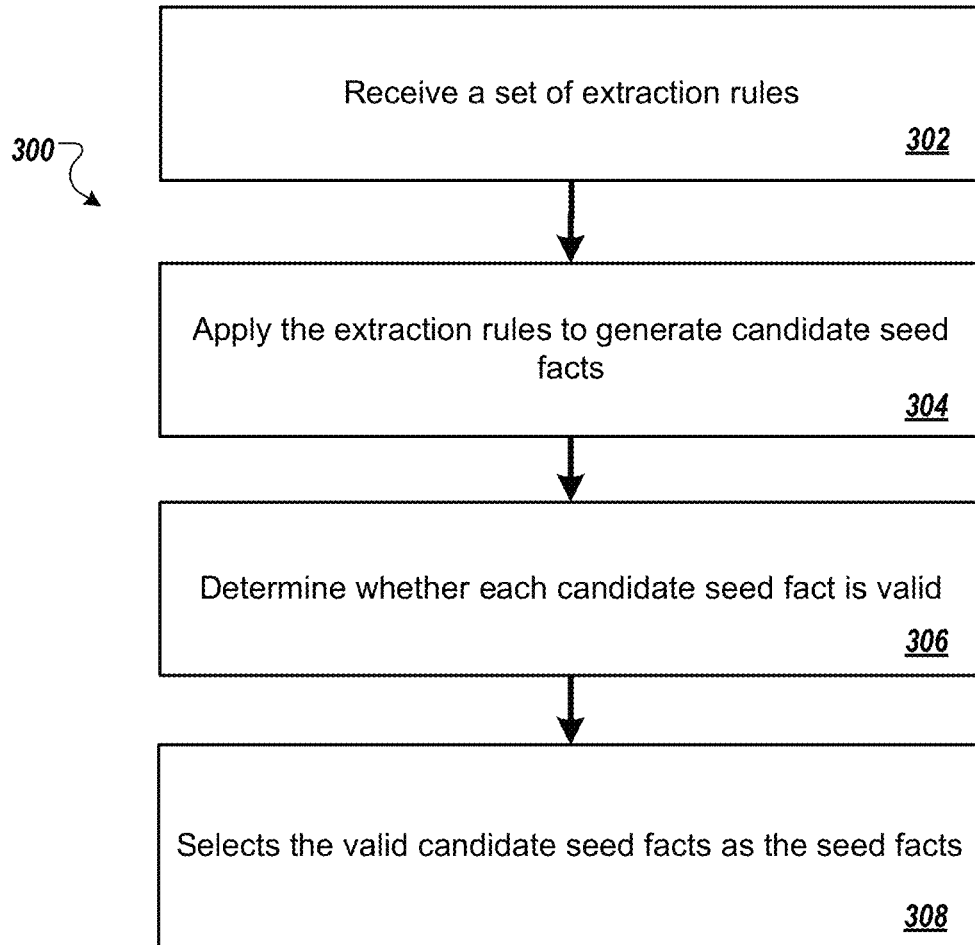 Receive a set of extraction rules
302
300
Apply the extraction rules to generate candidate seed
facts
304
Determine whether each candidate seed fact is valid
306
Selects the valid candidate seed facts as the seed facts
308